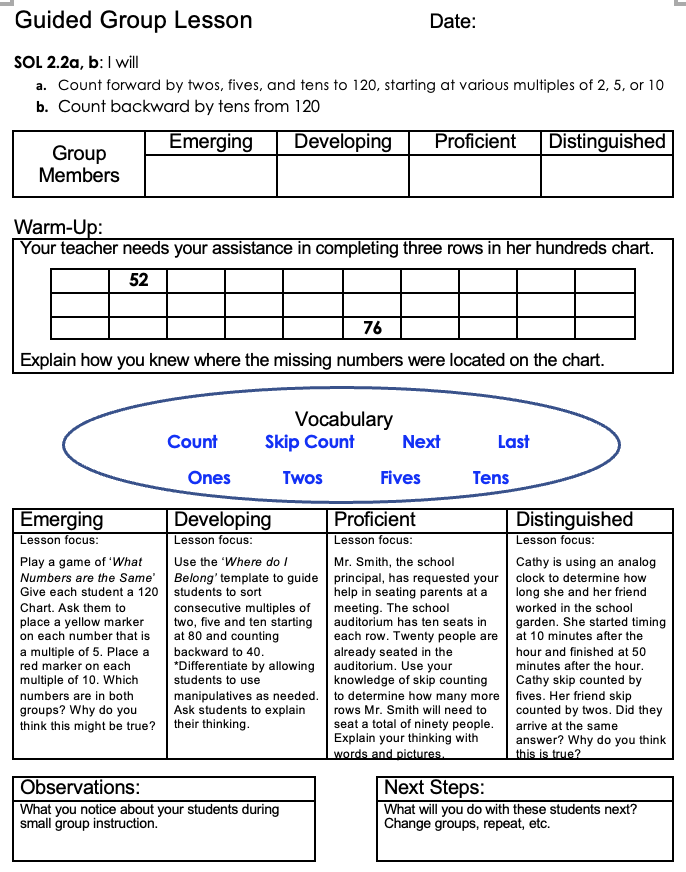 Guided Group Lesson Date:
SOL 2.2a, b: I will
a. Count forward by twos, fives, and tens to 120, starting at various multiples of 2, 5, or 10
b. Count backward by tens from 120
Group
Members
Emerging Developing Proficient Distinguished
Warm-Up:
Your teacher needs your assistance in completing three rows in her hundreds chart.
52
76
Explain how you knew where the missing numbers were located on the chart.
Vocabulary
Count Skip Count Next Last
Ones Twos Fives Tens
Emerging
Lesson focus:
Play a game of ‘What
Numbers are the Same’
Give each student a 120
Chart. Ask them to
place a yellow marker
on each number that is
a multiple of 5. Place a
red marker on each
multiple of 10. Which
numbers are in both
groups? Why do you
think this might be true?
Developing
Lesson focus:
Use the ‘Where do I
Belong’ template to guide
students to sort
consecutive multiples of
two, five and ten starting
at 80 and counting
backward to 40.
*Differentiate by allowing
students to use
manipulatives as needed.
Ask students to explain
their thinking.
Proficient
Lesson focus:
Mr. Smith, the school
principal, has requested your
help in seating parents at a
meeting. The school
auditorium has ten seats in
each row. Twenty people are
already seated in the
auditorium. Use your
knowledge of skip counting
to determine how many more
rows Mr. Smith will need to
seat a total of ninety people.
Explain your thinking with
words and pictures.
Distinguished
Lesson focus:
Cathy is using an analog
clock to determine how
long she and her friend
worked in the school
garden. She started timing
at 10 minutes after the
hour and finished at 50
minutes after the hour.
Cathy skip counted by
fives. Her friend skip
counted by twos. Did they
arrive at the same
answer? Why do you think
this is true?
Observations:
What you notice about your students during
small group instruction.
Next Steps:
What will you do with these students next?
Change groups, repeat, etc.